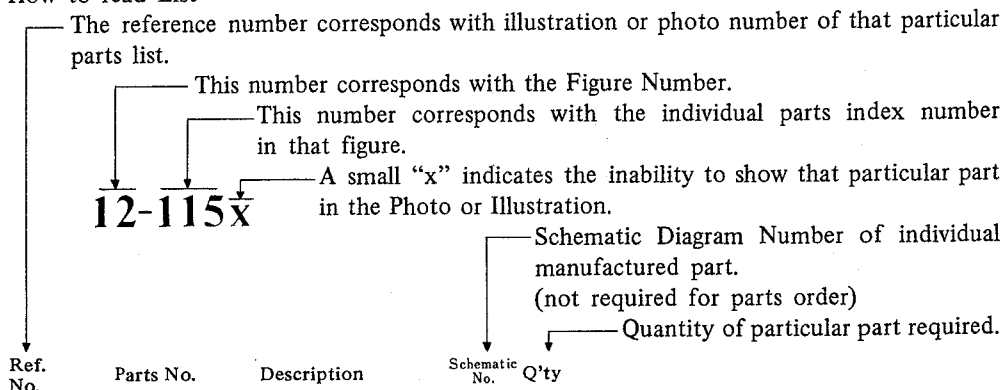 How to read List
The reference number corresponds with illustration or photo number of that particular
parts list.
This number corresponds with the Figure Number.
This number corresponds with the individual parts index number
in that figure.
A small “x” indicates the inability to show that particular part
in the Photo or Illustration.
12-115x
Schematic Diagram Number of individual
manufactured part.
(not required for parts order)
Quantity of particular part required.
Ref. No. Parts No. Description Schematic No. Q'ty